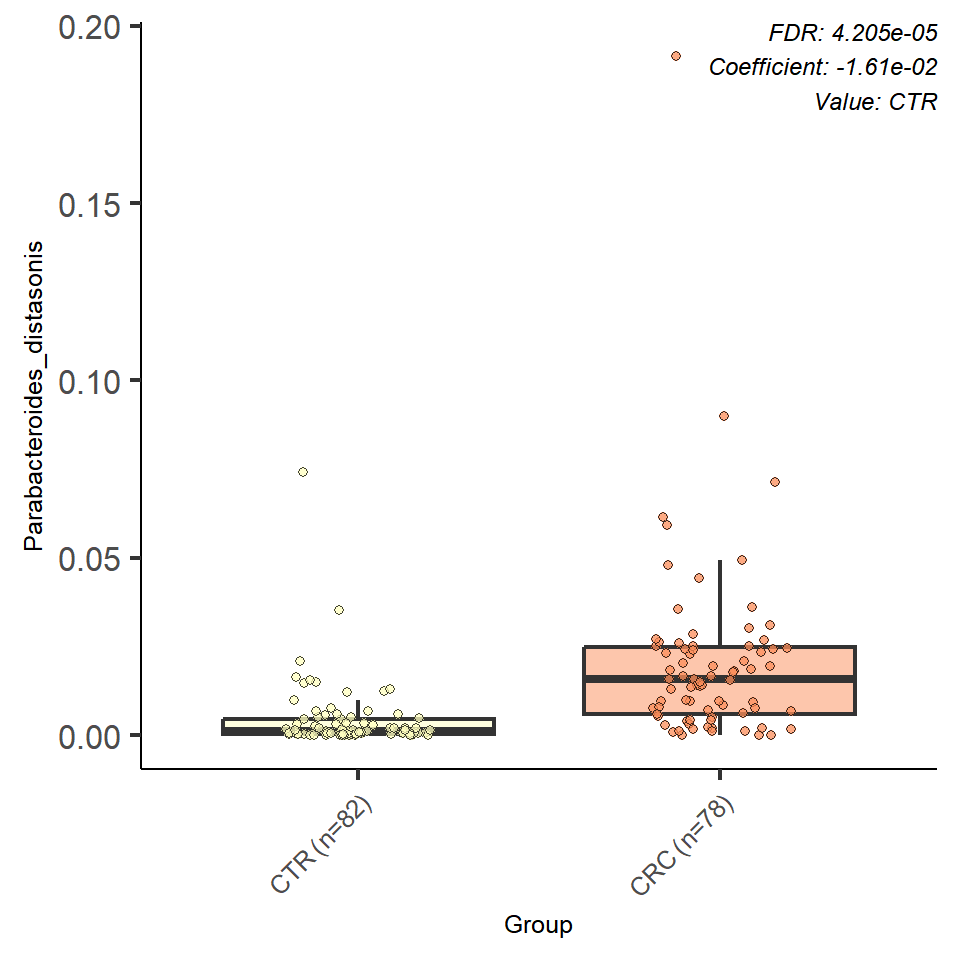 FDR: 4.205e-05
Coefficient: -1.61e-02
Value: CTR
0.20
0.15
0.10
0.05
0.00
Parabacteroides_distasonis
CTR (n=82)
CRC (n=78)
Group